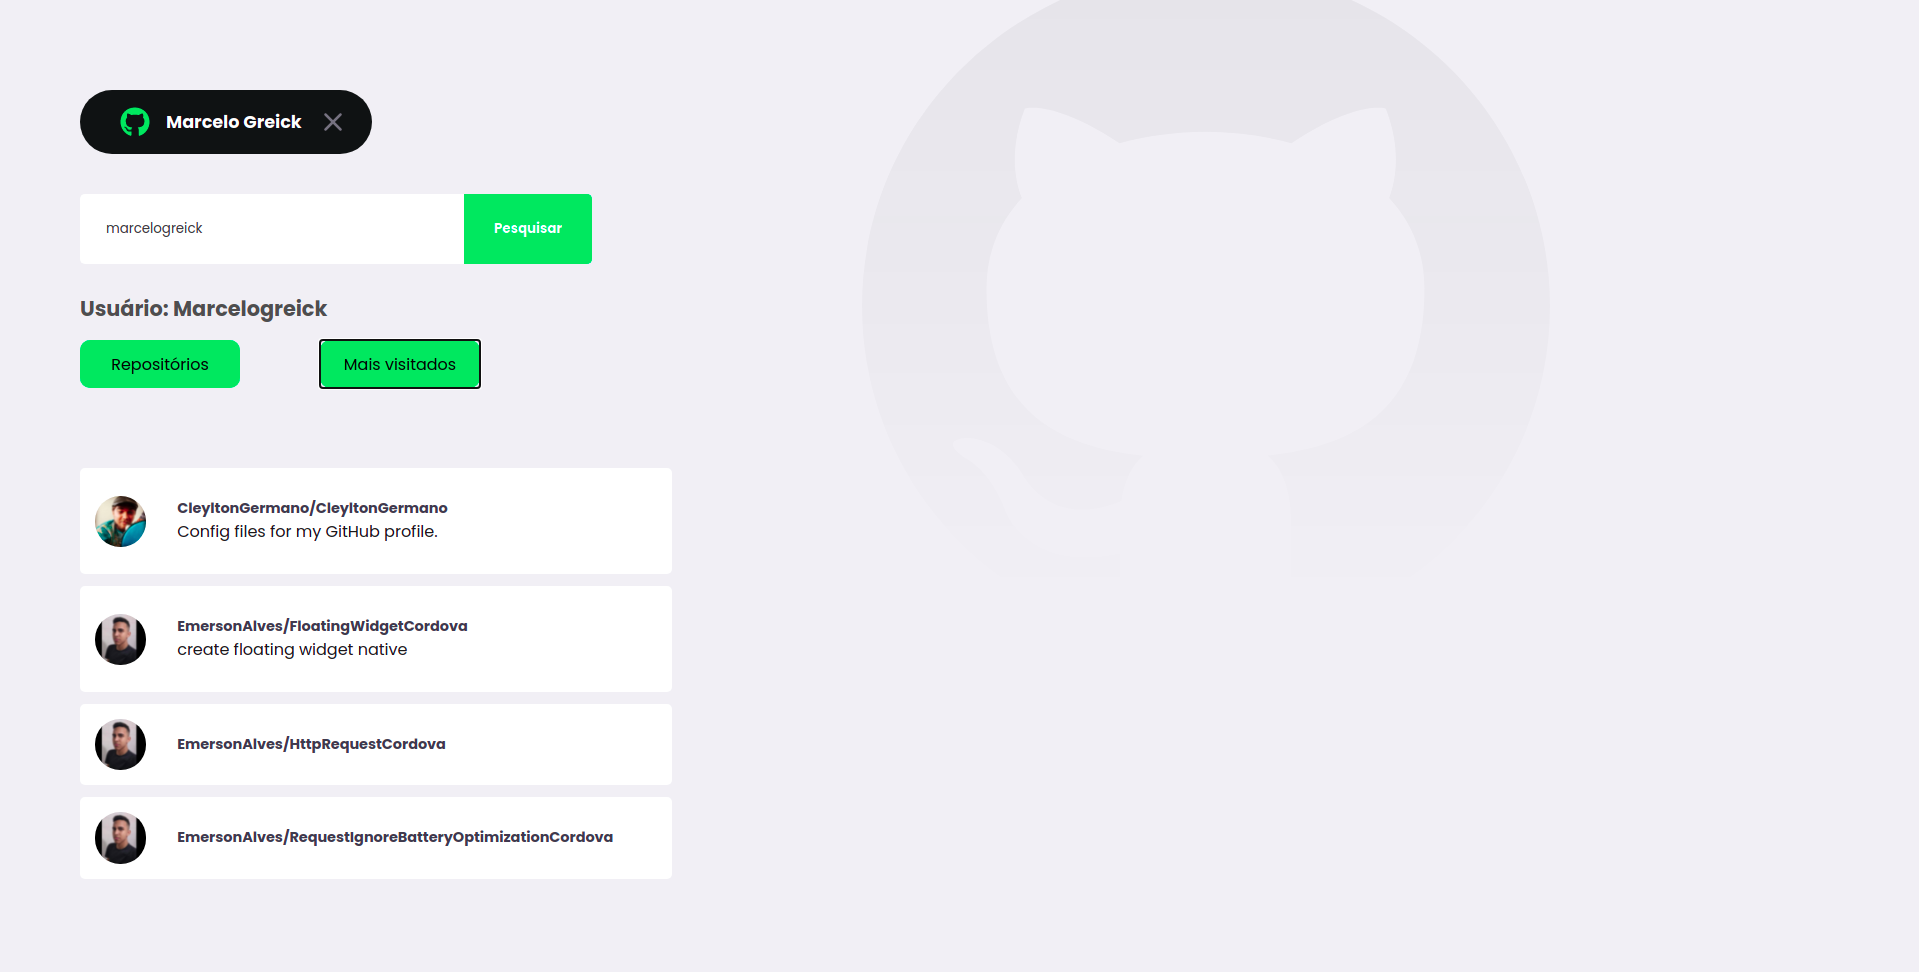 Marcelo Greick
marcelogreick
Pesquisar
Usuário: Marcelogreick
Repositórios
Mais visitados
CleyltonGermano/CleyltonGermano
Config files for my GitHub profile.
EmersonAlves/FloatingWidgetCordova
create floating widget native
EmersonAlves/HttpRequestCordova
EmersonAlves/RequestIgnoreBatteryOptimizationCordova